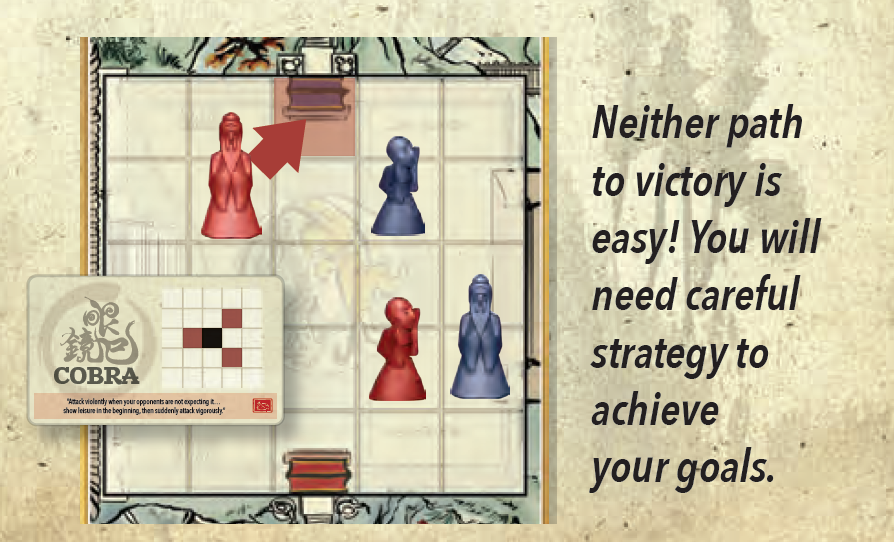 Neither path
to victory is
easy! You will
need careful
strategy to
achieve
your goals.
COBRA
"Attack violently when your opponents are not expecting it...
show leisure in the beginning, then suddenly attack vigorously."